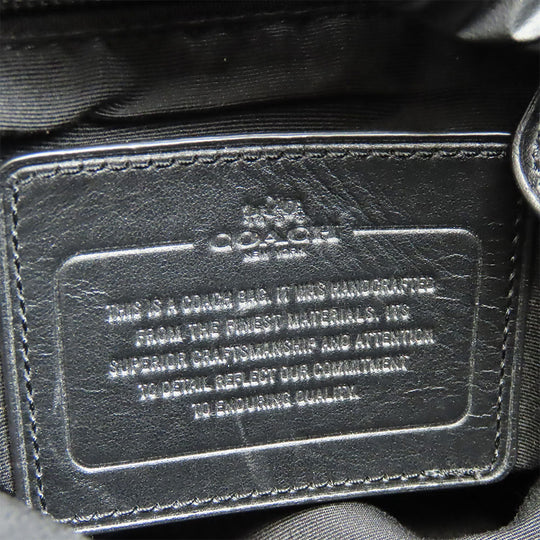 COACH
NEW YORK
THIS IS A COACH BAG. IT WAS HANDCRAFTED
FROM THE FINEST MATERIALS. ITS
SUPERIOR CRAFTSMANSHIP AND ATTENTION
TO DETAIL REFLECT OUR COMMITMENT
TO ENDURING QUALITY.